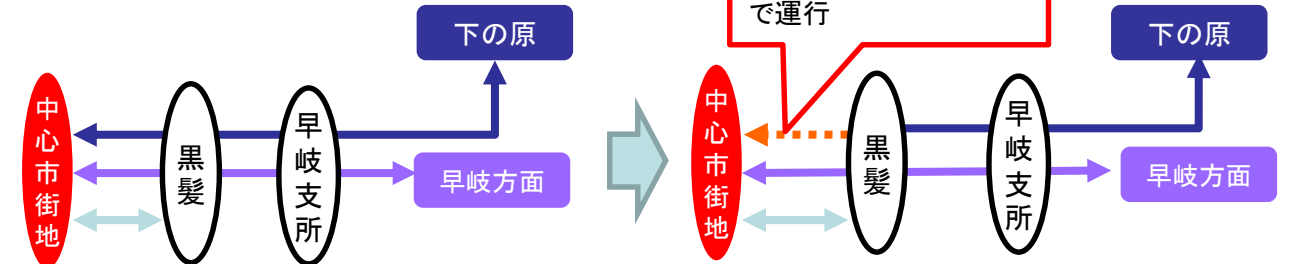 下の原
中心市街地
黒髪
早岐支所
早岐方面
で運行
下の原
中心市街地
黒髪
早岐支所
早岐方面